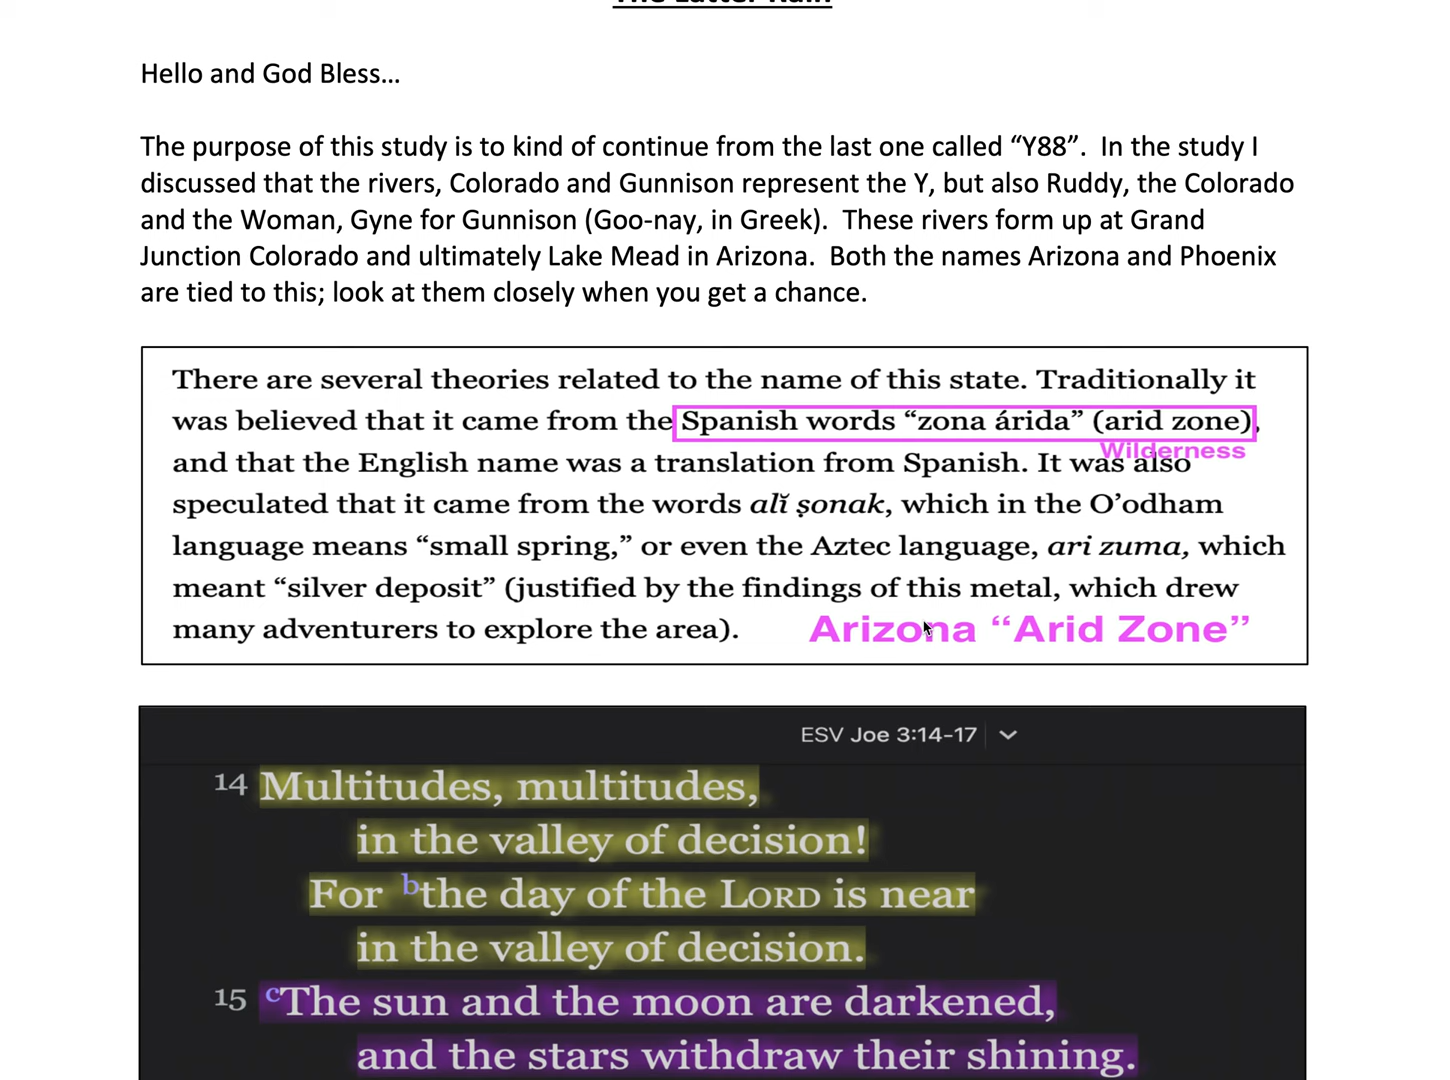 The Latter Rain
Hello and God Bless…
The purpose of this study is to kind of continue from the last one called “Y88”.  In the study I
discussed that the rivers, Colorado and Gunnison represent the Y, but also Ruddy, the Colorado
and the Woman, Gyne for Gunnison (Goo-nay, in Greek).  These rivers form up at Grand
Junction Colorado and ultimately Lake Mead in Arizona.  Both the names Arizona and Phoenix
are tied to this; look at them closely when you get a chance.
There are several theories related to the name of this state. Traditionally it
was believed that it came from the Spanish words “zona árida” (arid zone),
Wilderness
and that the English name was a translation from Spanish. It was also
speculated that it came from the words alĭ ṣonak, which in the O’odham
language means “small spring,” or even the Aztec language, ari zuma, which
meant “silver deposit” (justified by the findings of this metal, which drew
many adventurers to explore the area).
Arizona “Arid Zone”
ESV Joe 3:14-17
14 Multitudes, multitudes,
in the valley of decision!
For b the day of the LORD is near
in the valley of decision.
15 c The sun and the moon are darkened,
and the stars withdraw their shining.